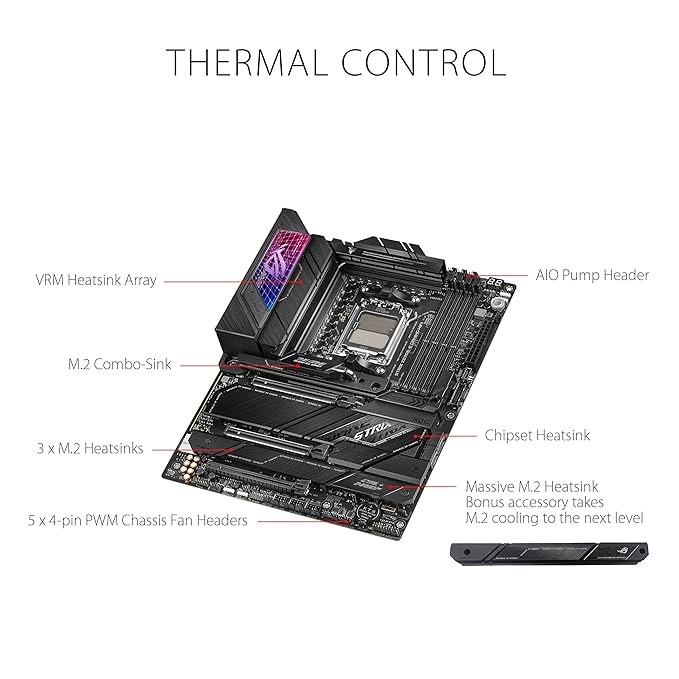 THERMAL CONTROL
VRM Heatsink Array
AIO Pump Header
M.2 Combo-Sink
3 x M.2 Heatsinks
Chipset Heatsink
STRIX
5 x 4-pin PWM Chassis Fan Headers
Massive M.2 Heatsink
Bonus accessory takes
M.2 cooling to the next level